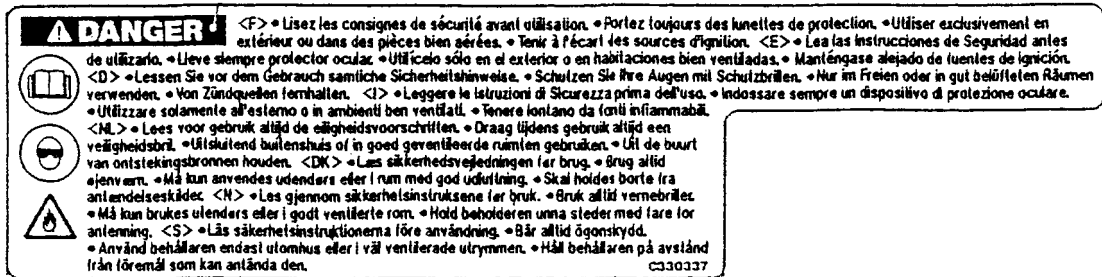 ⚠ DANGER <F> • Lisez les consignes de sécurité avant utilisation. • Portez toujours des lunettes de protection. • Utiliser exclusivement en
extérieur ou dans des pièces bien aérées. • Tenir à l'écart des sources d'ignition. <E> • Lea las instrucciones de Seguridad antes
de utilizarlo. • Lleve siempre protector ocular. • Utilícelo sólo en el exterior o en habitaciones bien ventiladas. • Manténgase alejado de fuentes de ignición.
<D> • Lessen Sie vor dem Gebrauch samtliche Sicherheitshinweise. • Schutzen Sie Ihre Augen mit Schutzbrillen. • Nur im Freien oder in gut belüfteten Räumen
verwenden. • Von Zündquellen fernhalten. <I> • Leggere le istruzioni di Sicurezza prima dell'uso. • Indossare sempre un dispositivo di protezione oculare.
• Utilizzare solamente all'esterno o in ambienti ben ventilati. • Tenere lontano da fonti infiammabili.
<NL> • Lees voor gebruik altijd de eiligheidsvoorschriften. • Draag tijdens gebruik altijd een
veiligheidsbril. • Uitsluitend buitenshuis of in goed geventileerde ruimten gebruiken. • Uit de buurt
van ontstekingsbronnen houden. <DK> • Læs sikkerhedsvejledningen før brug. • Brug altid
øjenværn. • Må kun anvendes udendørs eller i rum med god udluftning. • Skal holdes borte fra
antændelseskilder. <N> • Les gjennom sikkerhetsinstruksene før bruk. • Bruk alltid vernebriller.
• Må kun brukes utendørs eller i godt ventilerte rom. • Hold beholderen unna steder med fare for
antenning. <S> • Läs säkerhetsinstruktionerna före användning. • Bär alltid ögonskydd.
• Använd behållaren endast utomhus eller i väl ventilerade utrymmen. • Håll behållaren på avstånd
från föremål som kan antända den.
C330337